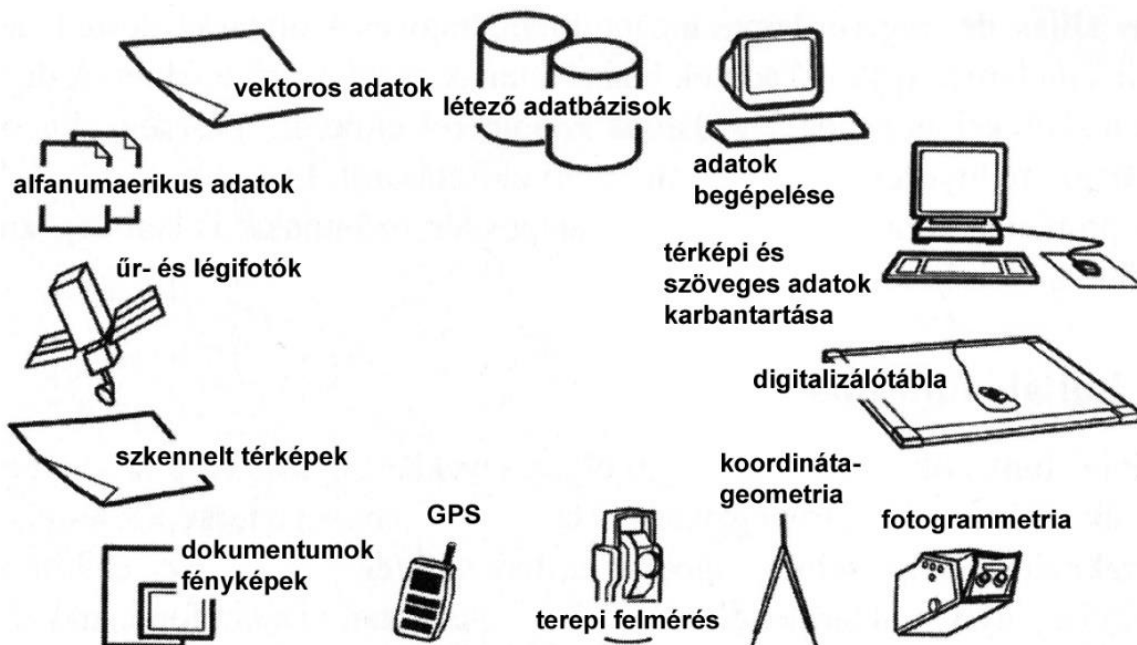 vektoros adatok
létező adatbázisok
adatok
begépelése
alfanumaerikus adatok
térképi és
szöveges adatok
karbantartása
űr- és légifotók
digitalizálótábla
szkennelt térképek
koordináta-
geometria
GPS
fotogrammetria
dokumentumok
fényképek
terepi felmérés